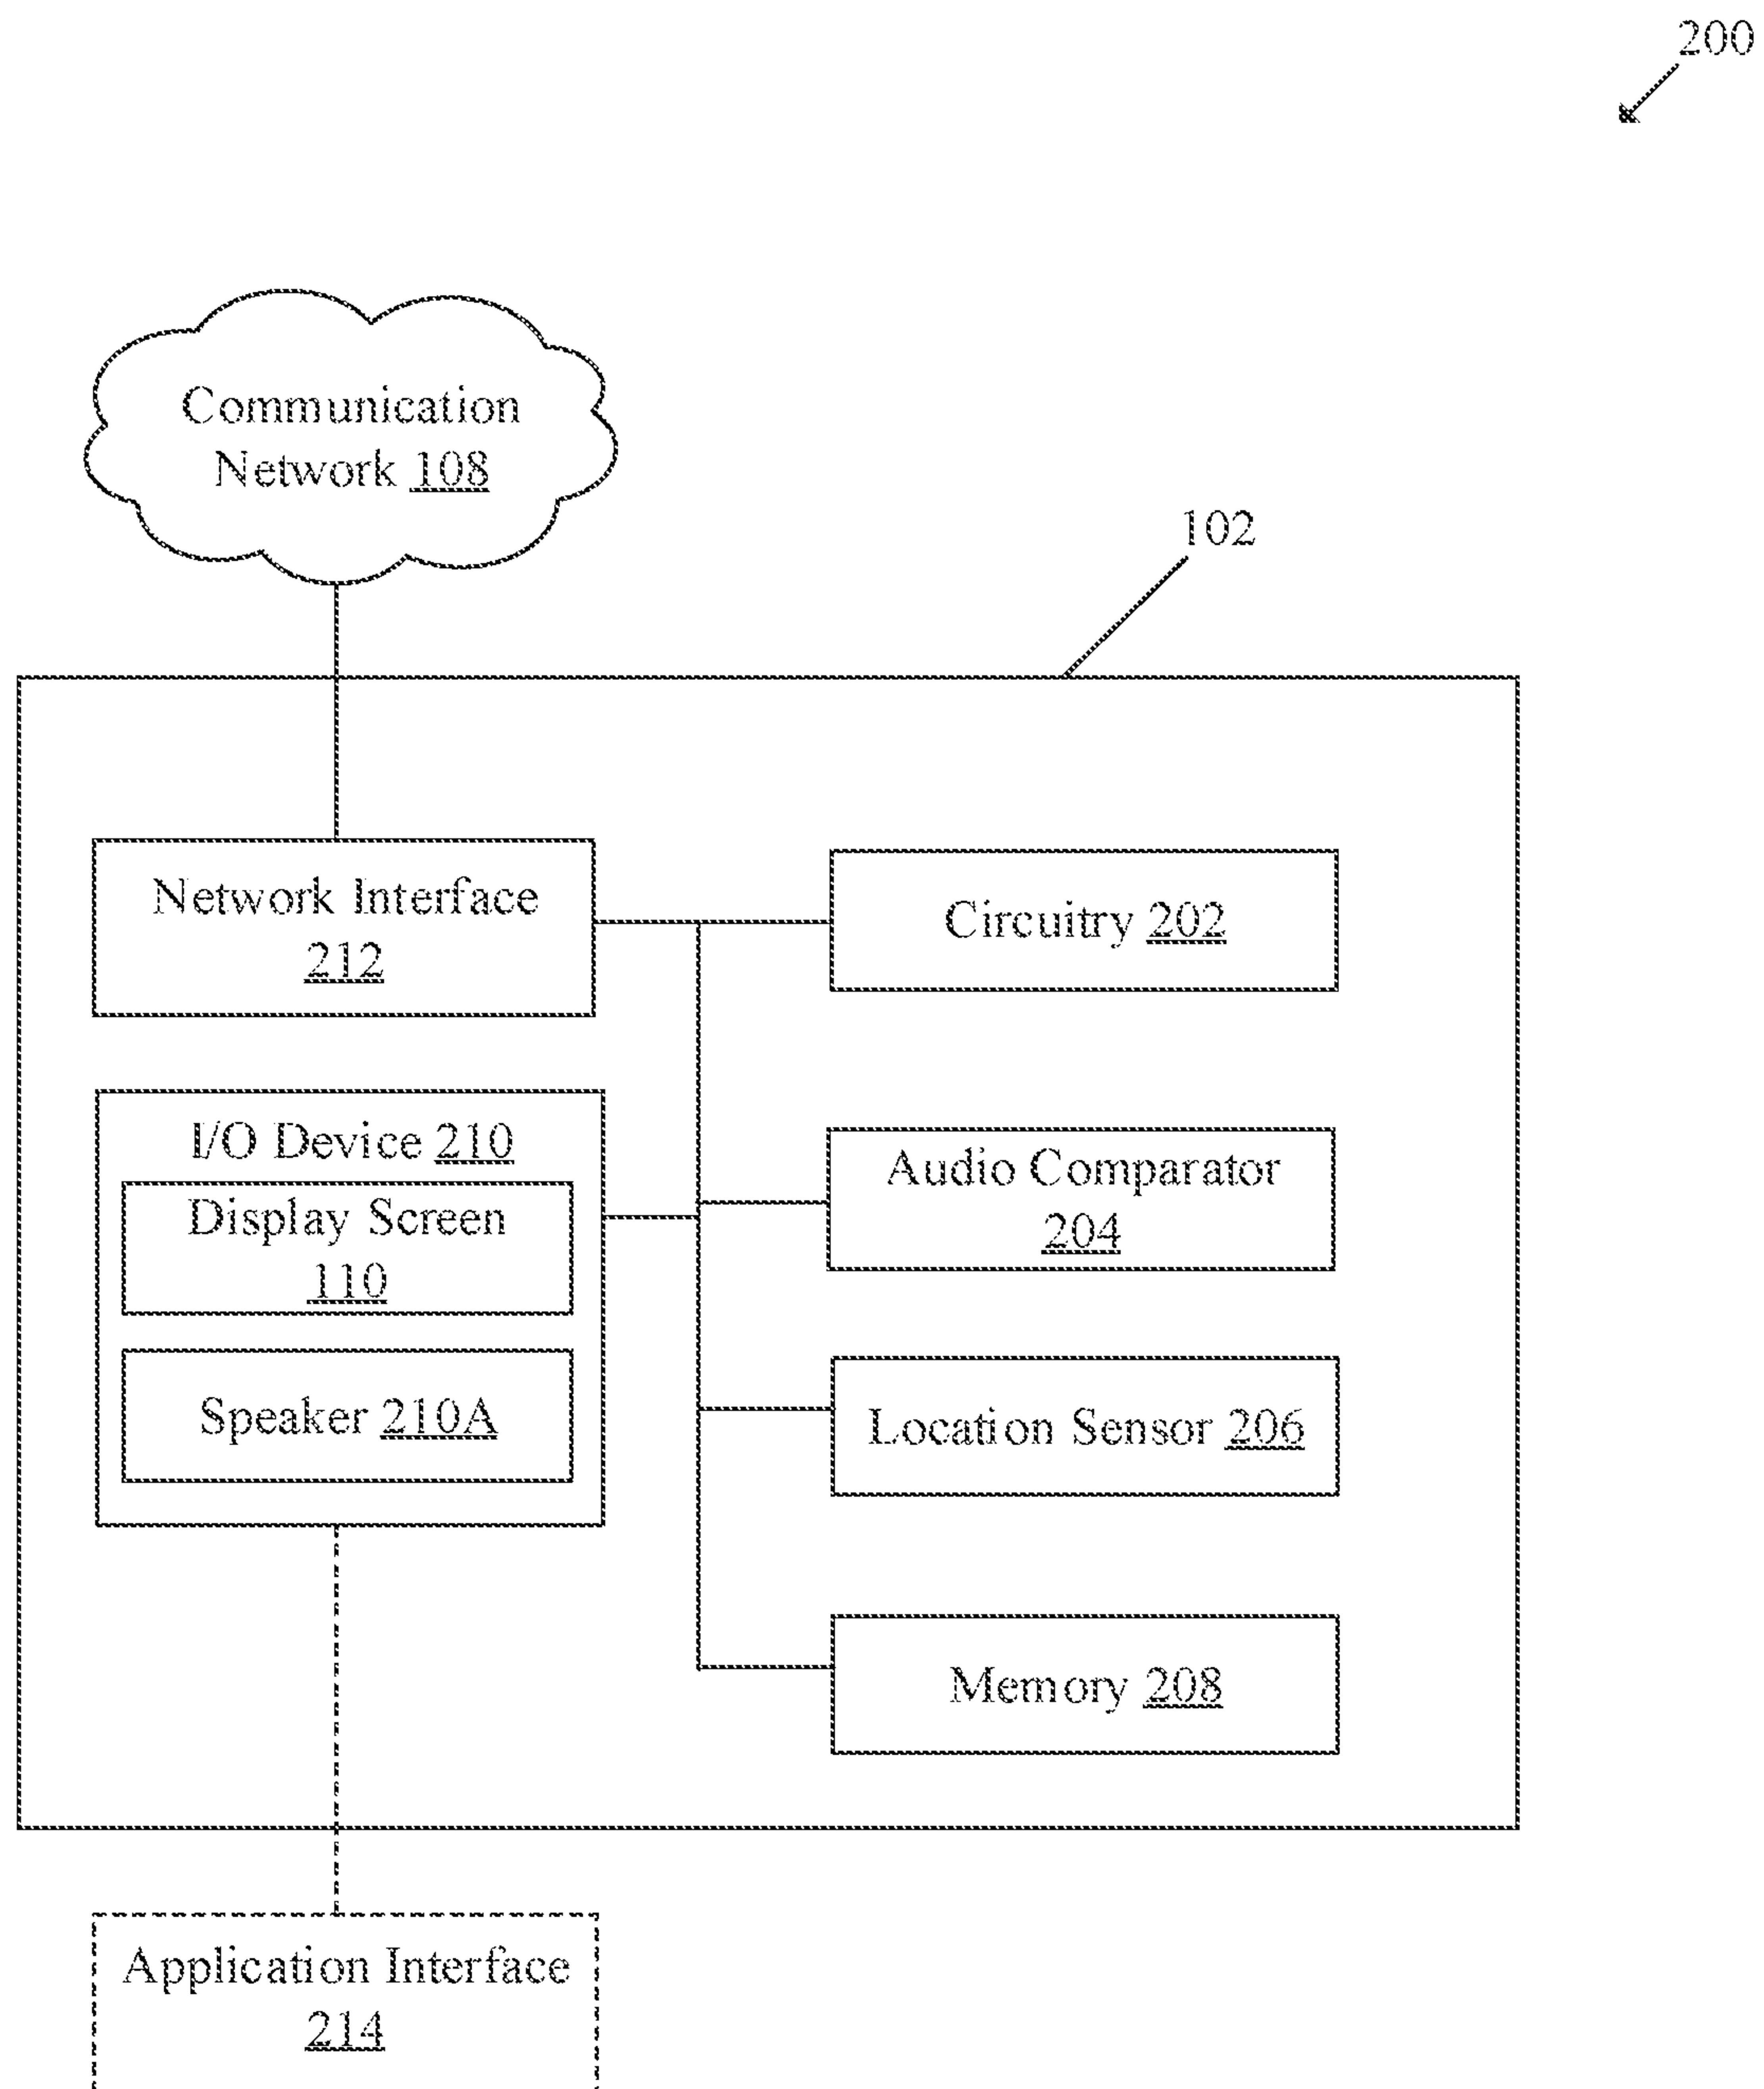 200
Communication
Network 108
102
Network Interface
212
Circuitry 202
I/O Device 210
Display Screen
110
Speaker 210A
Audio Comparator
204
Location Sensor 206
Memory 208
Application Interface
214